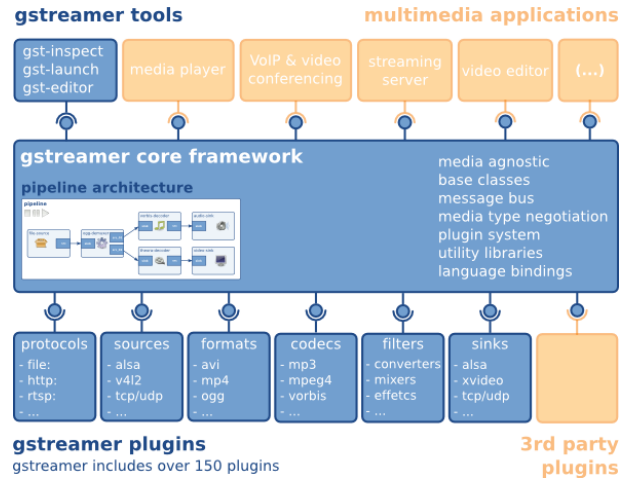 gstreamer tools
multimedia applications
gst-inspect
gst-launch
gst-editor
media player
VoIP & video
conferencing
streaming
server
video editor
(...)
gstreamer core framework
media agnostic
base classes
message bus
media type negotiation
plugin system
utility libraries
language bindings
pipeline architecture
pipeline
protocols
- file:
- http:
- rtsp:
- ...
sources
- alsa
- v4l2
- tcp/udp
- ...
formats
- avi
- mp4
- ogg
- ...
codecs
- mp3
- mpeg4
- vorbis
- ...
filters
- converters
- mixers
- effetcs
- ...
sinks
- alsa
- xvideo
- tcp/udp
- ...
gstreamer plugins
gstreamer includes over 150 plugins
3rd party
plugins